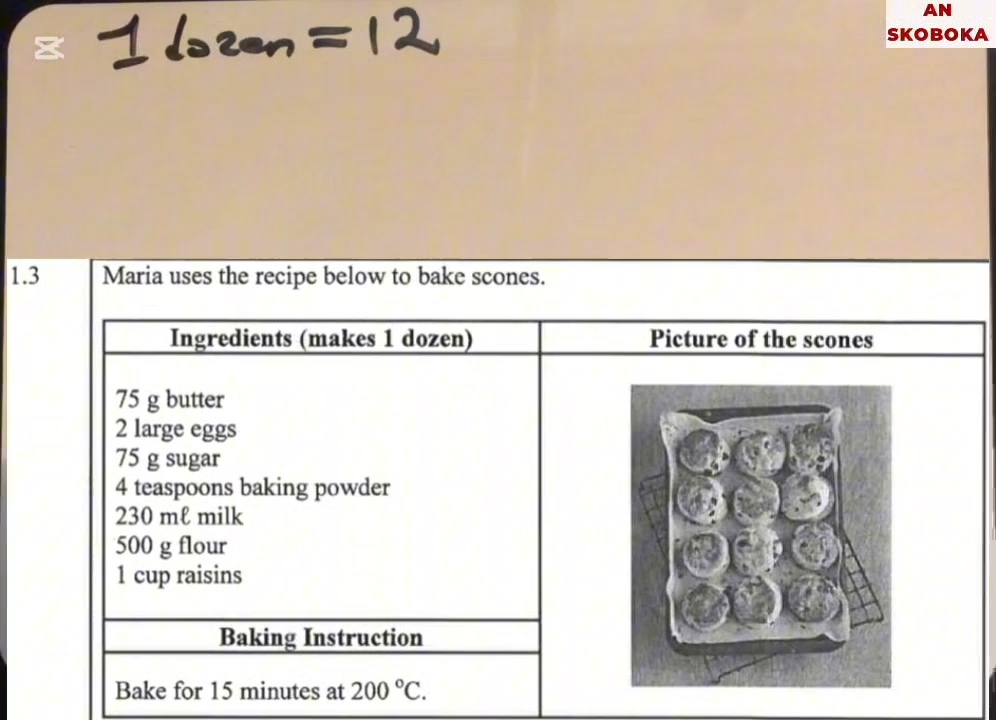 1 dozen = 12
AN
SKOBOKA
1.3
Maria uses the recipe below to bake scones.
Ingredients (makes 1 dozen)
Picture of the scones
75 g butter
2 large eggs
75 g sugar
4 teaspoons baking powder
230 mℓ milk
500 g flour
1 cup raisins
Baking Instruction
Bake for 15 minutes at 200 °C.